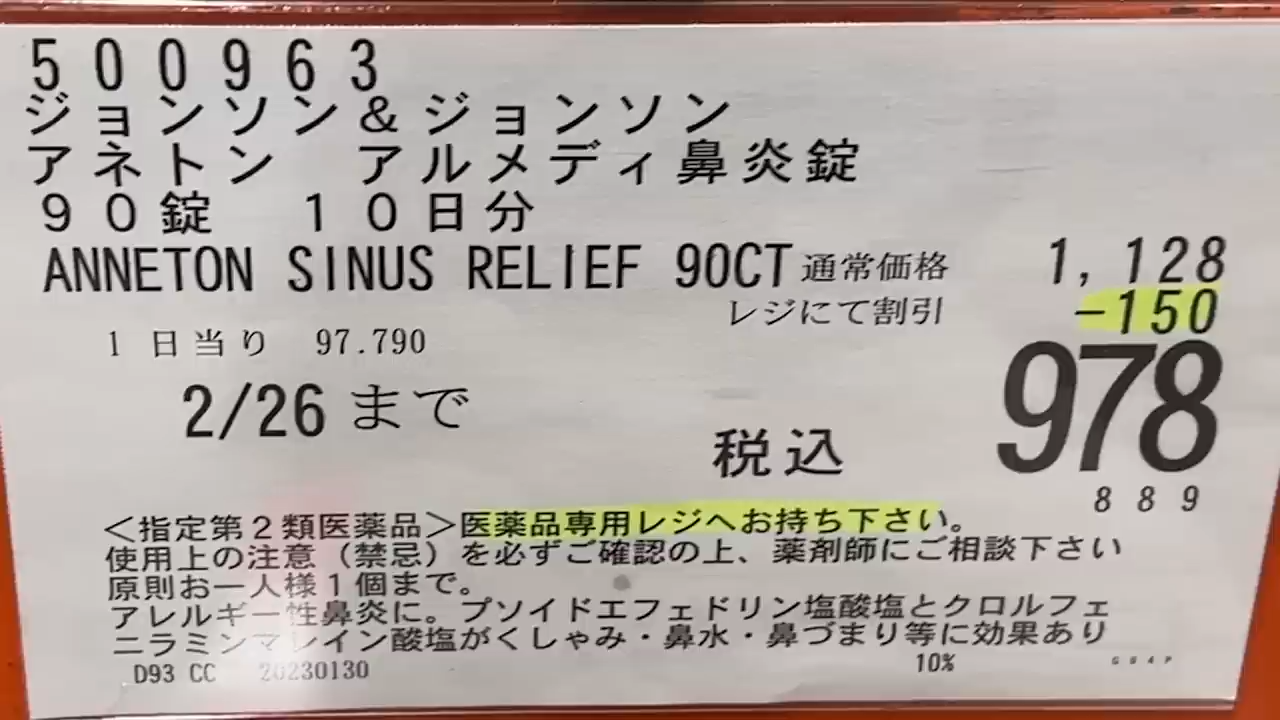 ５００９６３
ジョンソン＆ジョンソン
アネトン　アルメディ鼻炎錠
９０錠　１０日分
ANNETON SINUS RELIEF 90CT 通常価格 1,128
レジにて割引 -150
１日当り 97.790
978
2/26 まで
税込
889
＜指定第２類医薬品＞医薬品専用レジへお持ち下さい。
使用上の注意（禁忌）を必ずご確認の上、薬剤師にご相談下さい
原則お一人様１個まで。
アレルギー性鼻炎に。プソイドエフェドリン塩酸塩とクロルフェ
ニラミンマレイン酸塩がくしゃみ・鼻水・鼻づまり等に効果あり
D93 CC 20230130 10%